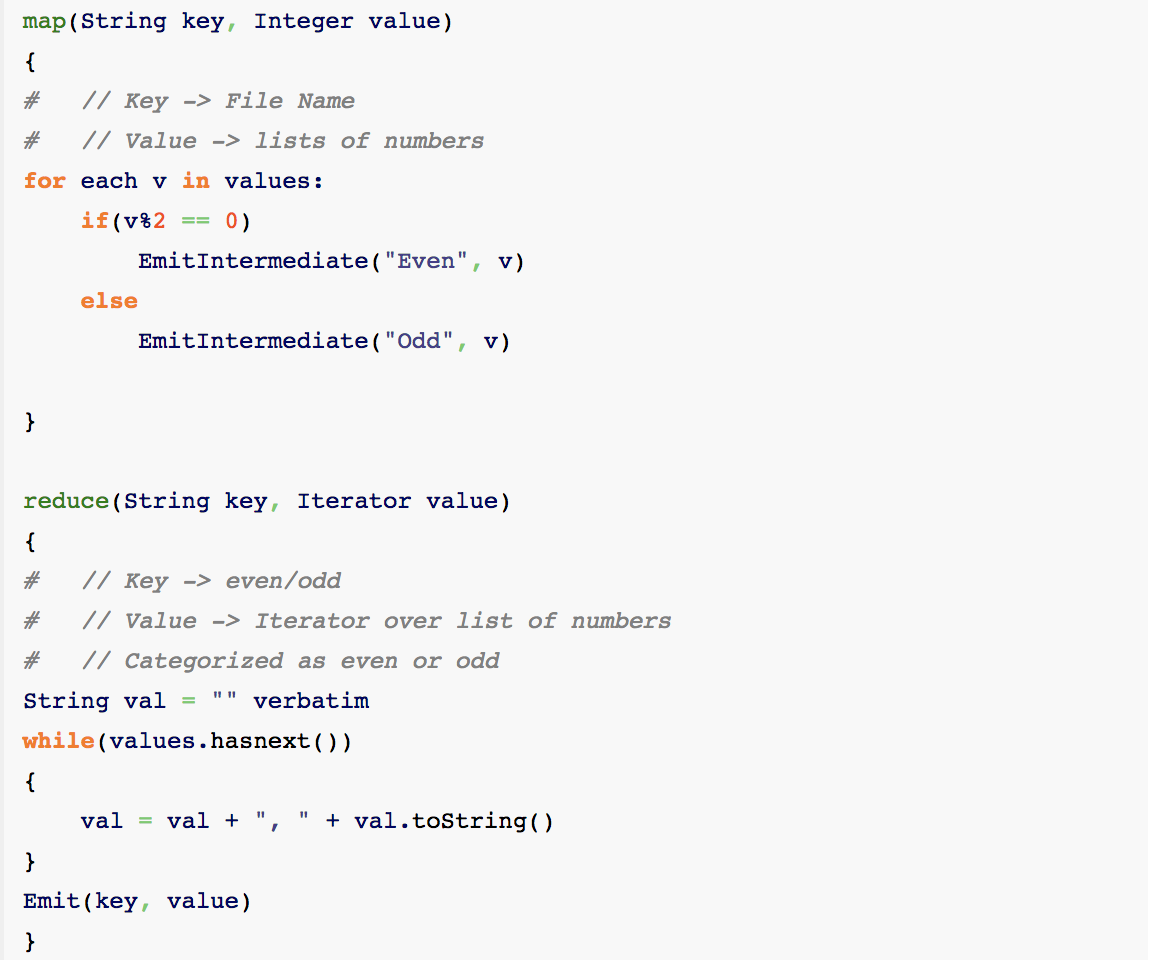 map(String key, Integer value)
{
#   // Key -> File Name
#   // Value -> lists of numbers
for each v in values:
    if(v%2 == 0)
        EmitIntermediate("Even", v)
    else
        EmitIntermediate("Odd", v)

}

reduce(String key, Iterator value)
{
#   // Key -> even/odd
#   // Value -> Iterator over list of numbers
#   // Categorized as even or odd
String val = "" verbatim
while(values.hasnext())
{
    val = val + ", " + val.toString()
}
Emit(key, value)
}